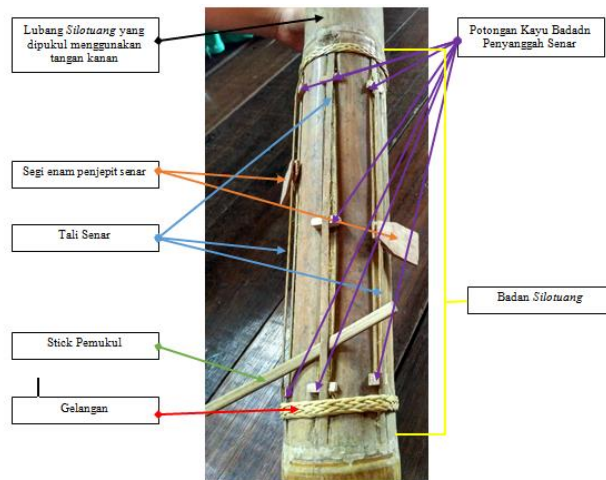 Lubang Silotuang yang
dipukul menggunakan
tangan kanan
Potongan Kayu Badadn
Penyanggah Senar
Segi enam penjepit senar
Tali Senar
Badan Silotuang
Stick Pemukul
Gelangan